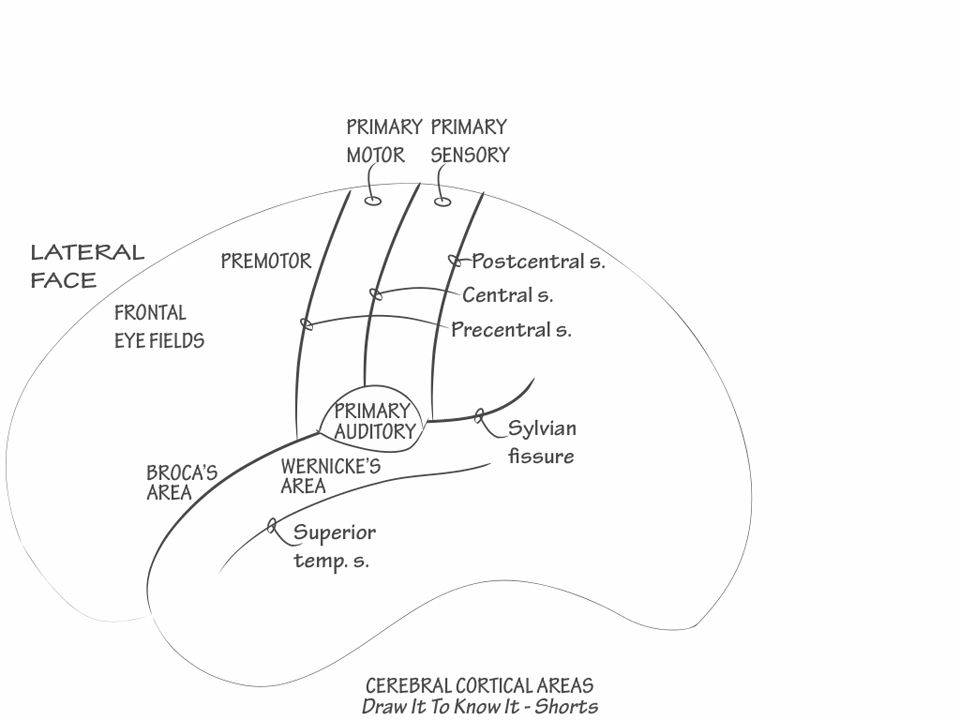 PRIMARY MOTOR
PRIMARY SENSORY
LATERAL
FACE
PREMOTOR
Postcentral s.
Central s.
FRONTAL
EYE FIELDS
Precentral s.
PRIMARY
AUDITORY
Sylvian
fissure
BROCA'S
AREA
WERNICKE'S
AREA
Superior
temp. s.
CEREBRAL CORTICAL AREAS
Draw It To Know It - Shorts